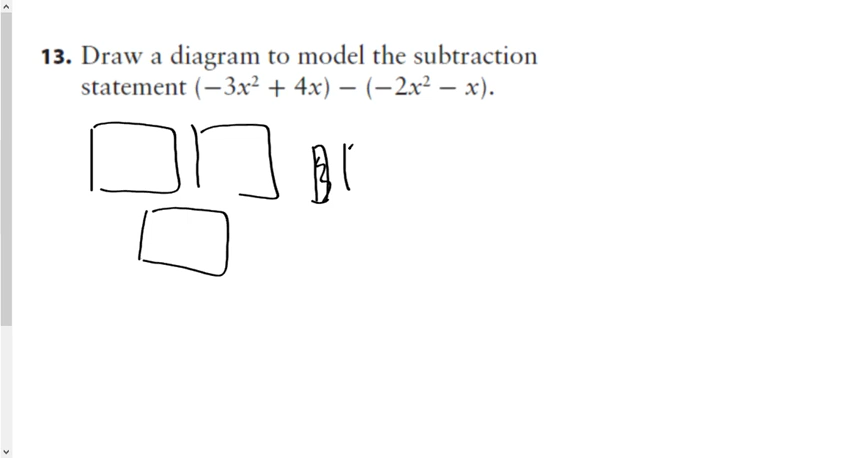 13. Draw a diagram to model the subtraction
statement (−3x² + 4x) − (−2x² − x).